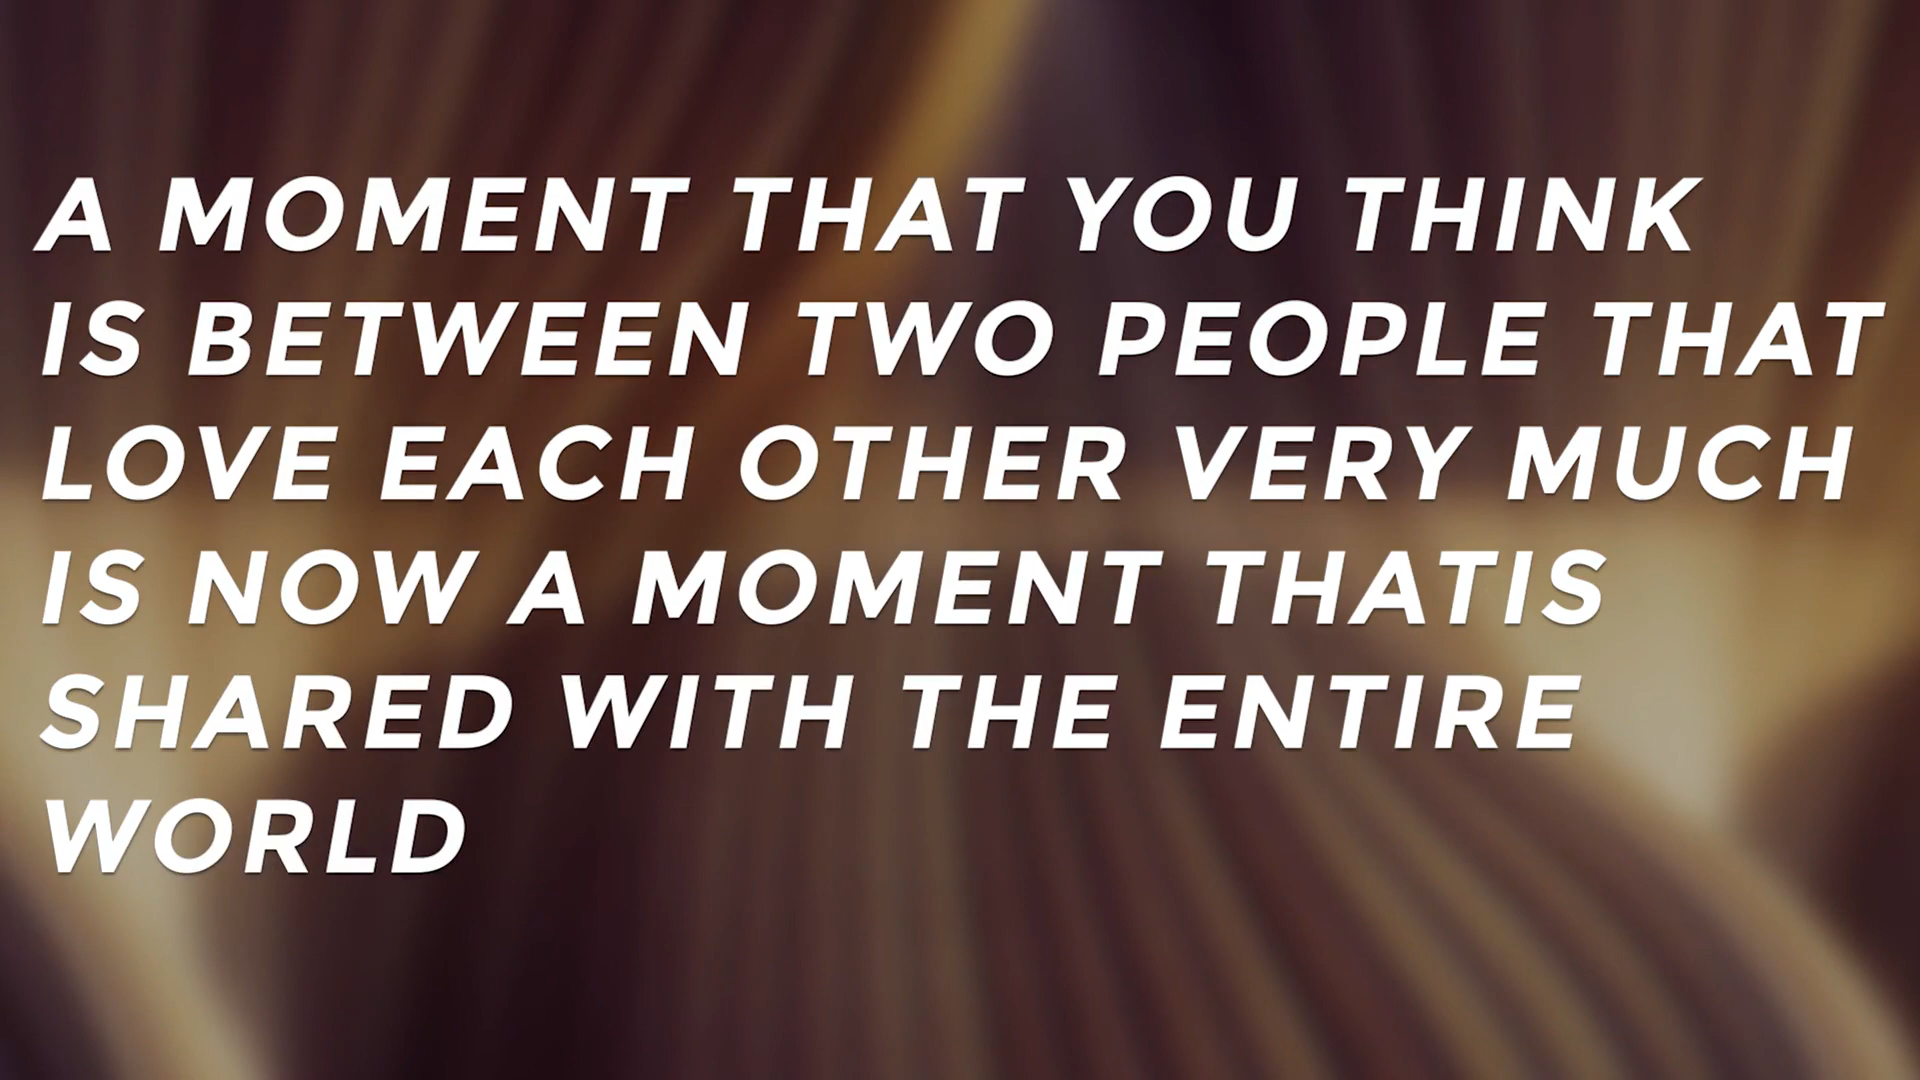 A MOMENT THAT YOU THINK
IS BETWEEN TWO PEOPLE THAT
LOVE EACH OTHER VERY MUCH
IS NOW A MOMENT THATIS
SHARED WITH THE ENTIRE
WORLD